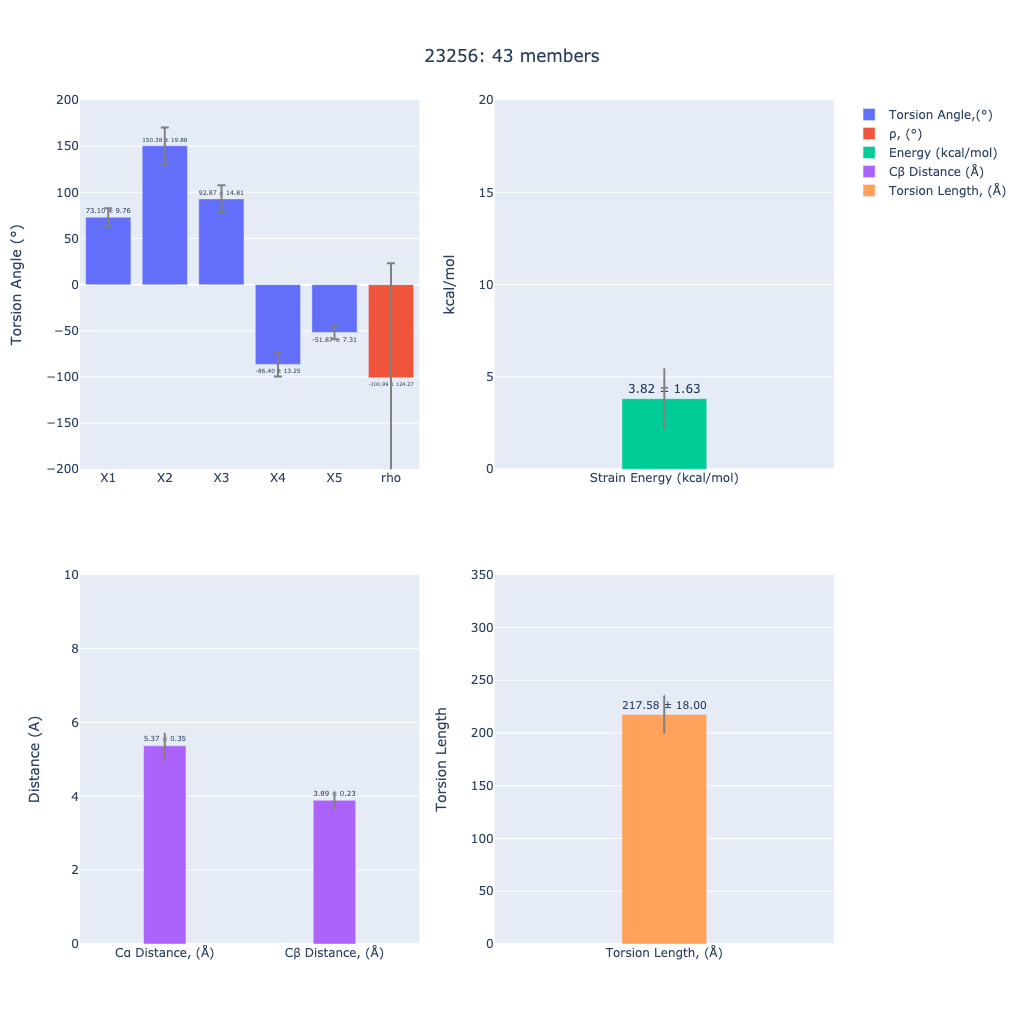 23256: 43 members
200
150
100
50
0
−50
−100
−150
−200
Torsion Angle (°)
73.10 ± 9.76
150.38 ± 19.88
92.87 ± 14.81
-86.40 ± 13.25
-51.87 ± 7.31
-100.99 ± 124.27
X1 X2 X3 X4 X5 rho
20
15
10
5
0
kcal/mol
3.82 ± 1.63
Strain Energy (kcal/mol)
Torsion Angle,(°)
ρ, (°)
Energy (kcal/mol)
Cβ Distance (Å)
Torsion Length, (Å)
10
8
6
4
2
0
Distance (A)
5.37 ± 0.35
3.89 ± 0.23
Cα Distance, (Å) Cβ Distance, (Å)
350
300
250
200
150
100
50
0
Torsion Length
217.58 ± 18.00
Torsion Length, (Å)